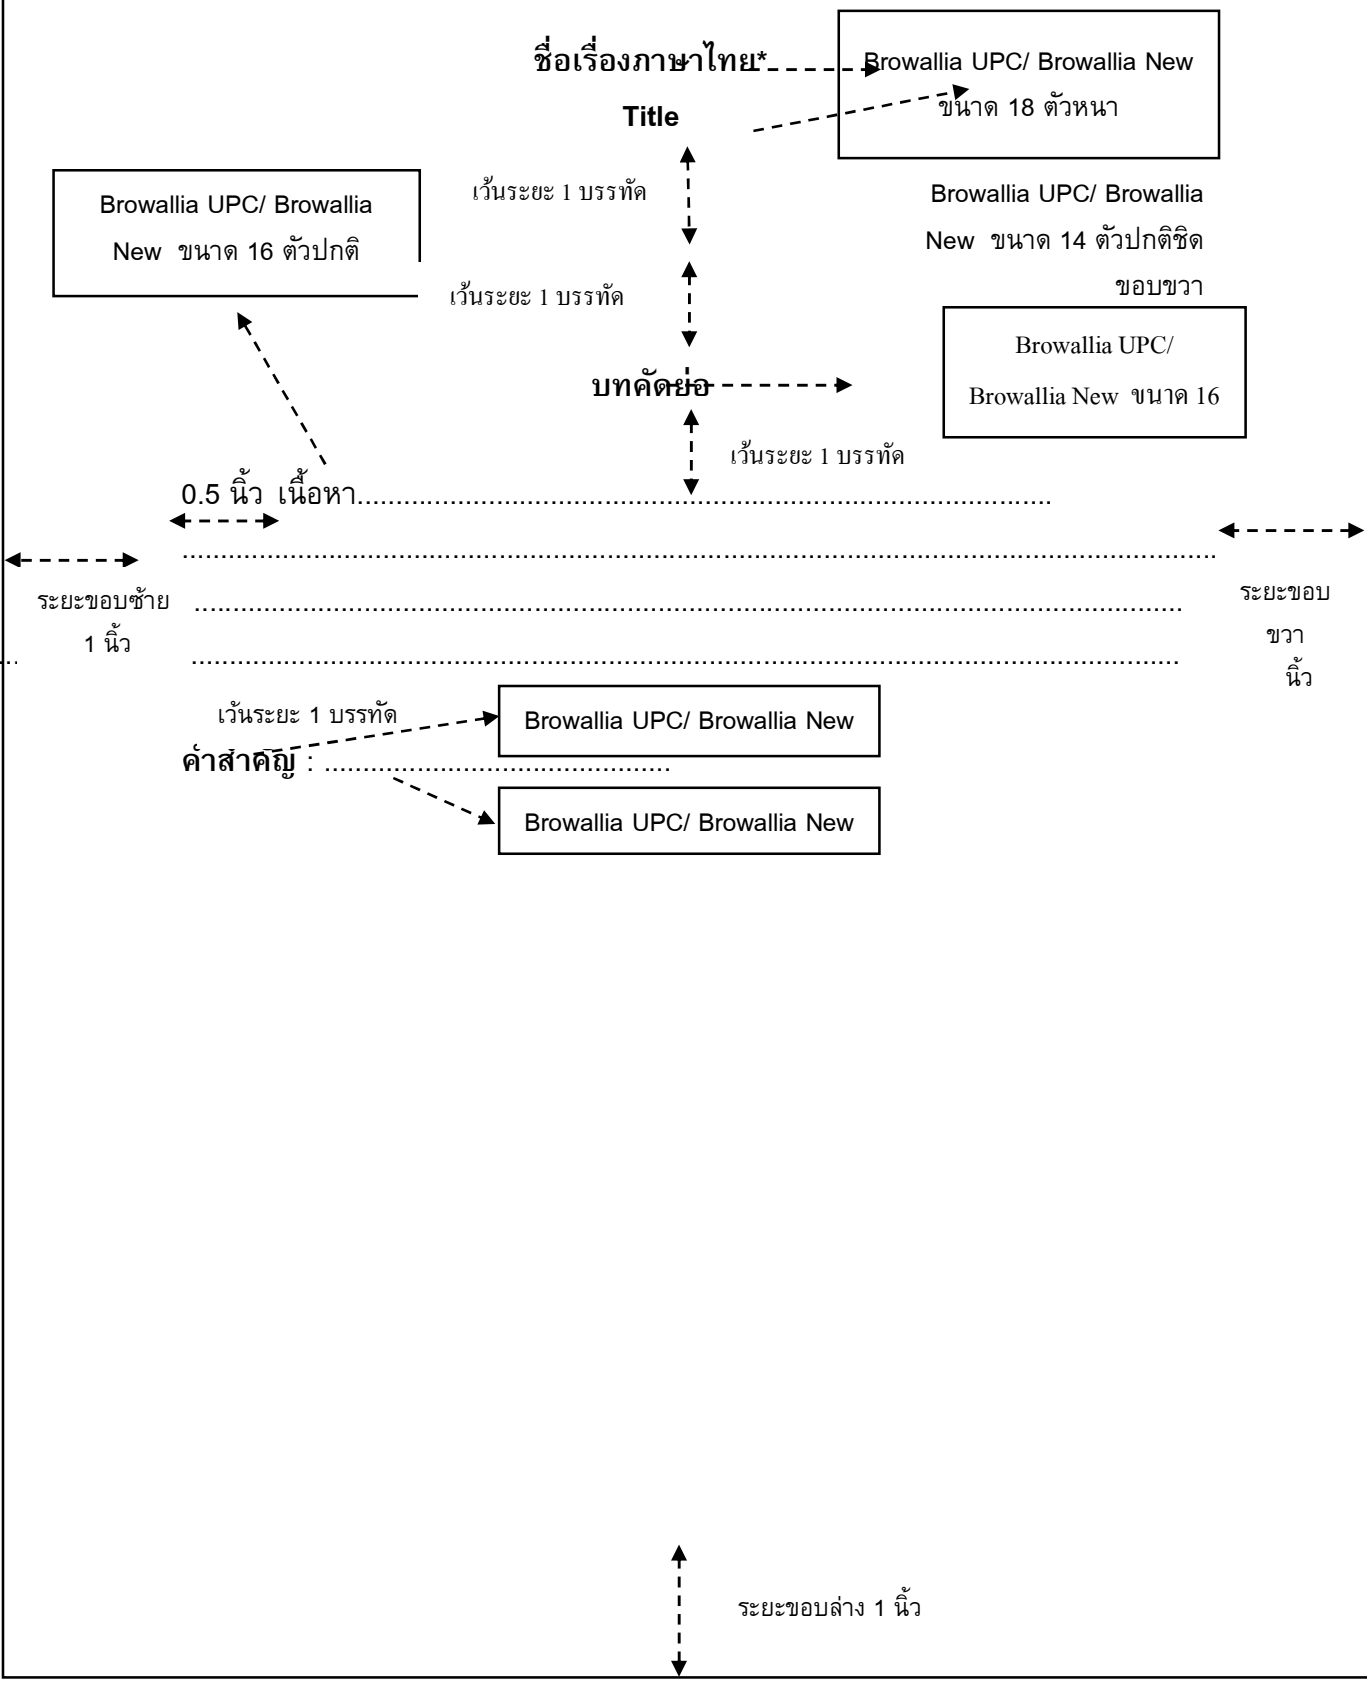 ชื่อเรื่องภาษาไทย*
Browallia UPC/ Browallia New
ขนาด 18 ตัวหนา
Title
เว้นระยะ 1 บรรทัด
Browallia UPC/ Browallia
New ขนาด 16 ตัวปกติ
Browallia UPC/ Browallia
New ขนาด 14 ตัวปกติชิด
ขอบขวา
เว้นระยะ 1 บรรทัด
Browallia UPC/
Browallia New ขนาด 16
บทคัดย่อ
เว้นระยะ 1 บรรทัด
0.5 นิ้ว เนื้อหา..........................................................................................
......................................................................................................................................
ระยะขอบซ้าย
1 นิ้ว
................................................................................................................................
................................................................................................................................
ระยะขอบ
ขวา
นิ้ว
เว้นระยะ 1 บรรทัด
Browallia UPC/ Browallia New
คำสำคัญ : .............................................
Browallia UPC/ Browallia New
ระยะขอบล่าง 1 นิ้ว